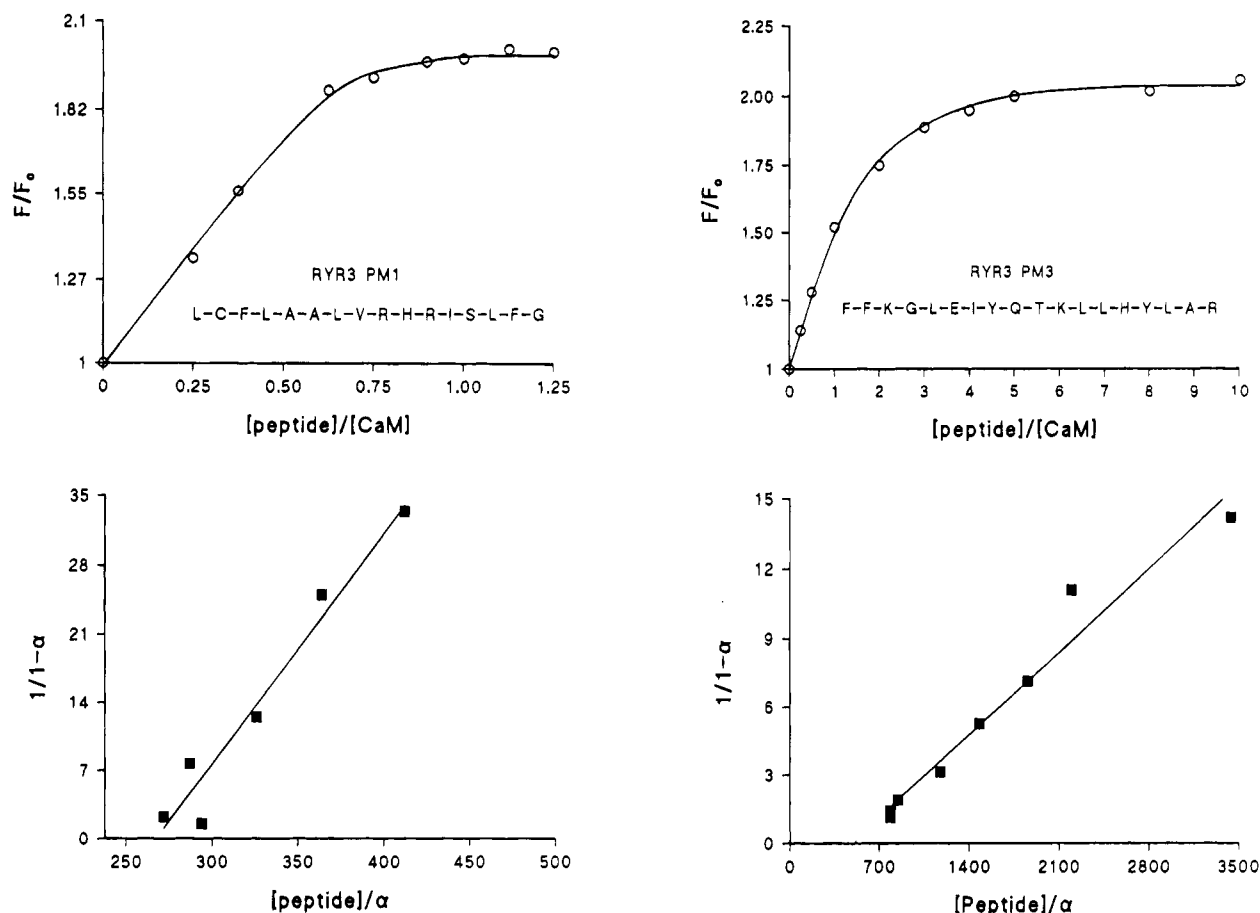 2.1
1.82
1.55
1.27
1
F/Fo
RYR3 PM1
L-C-F-L-A-A-L-V-R-H-R-I-S-L-F-G
0 0.25 0.50 0.75 1.00 1.25
[peptide]/[CaM]
2.25
2.00
1.75
1.50
1.25
1
F/Fo
RYR3 PM3
F-F-K-G-L-E-I-Y-Q-T-K-L-L-H-Y-L-A-R
0 1 2 3 4 5 6 7 8 9 10
[peptide]/[CaM]
35
28
21
14
7
0
1/1-α
250 300 350 400 450 500
[peptide]/α
15
12
9
6
3
0
1/1-α
0 700 1400 2100 2800 3500
[Peptide]/α